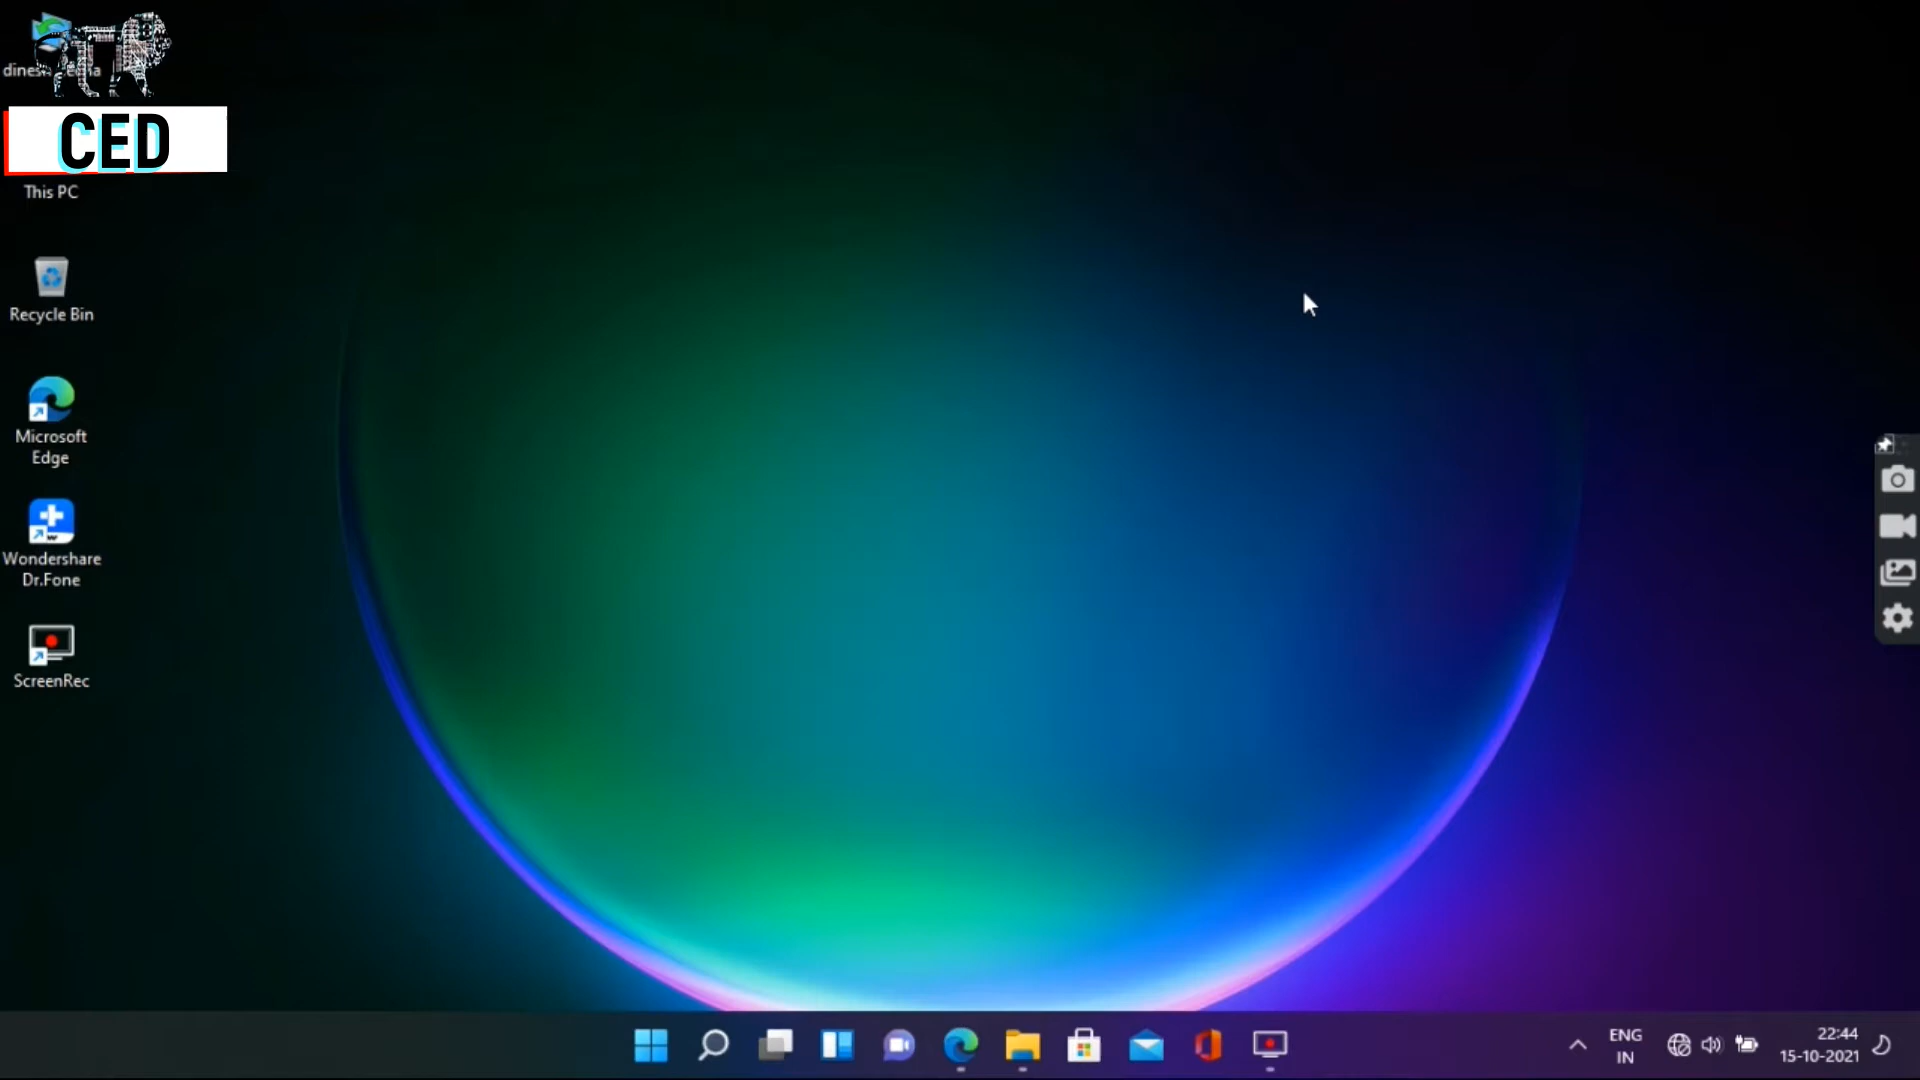 CED
This PC
Recycle Bin
Microsoft
Edge
Wondershare
Dr.Fone
ScreenRec
ENG
IN
22:44
15-10-2021